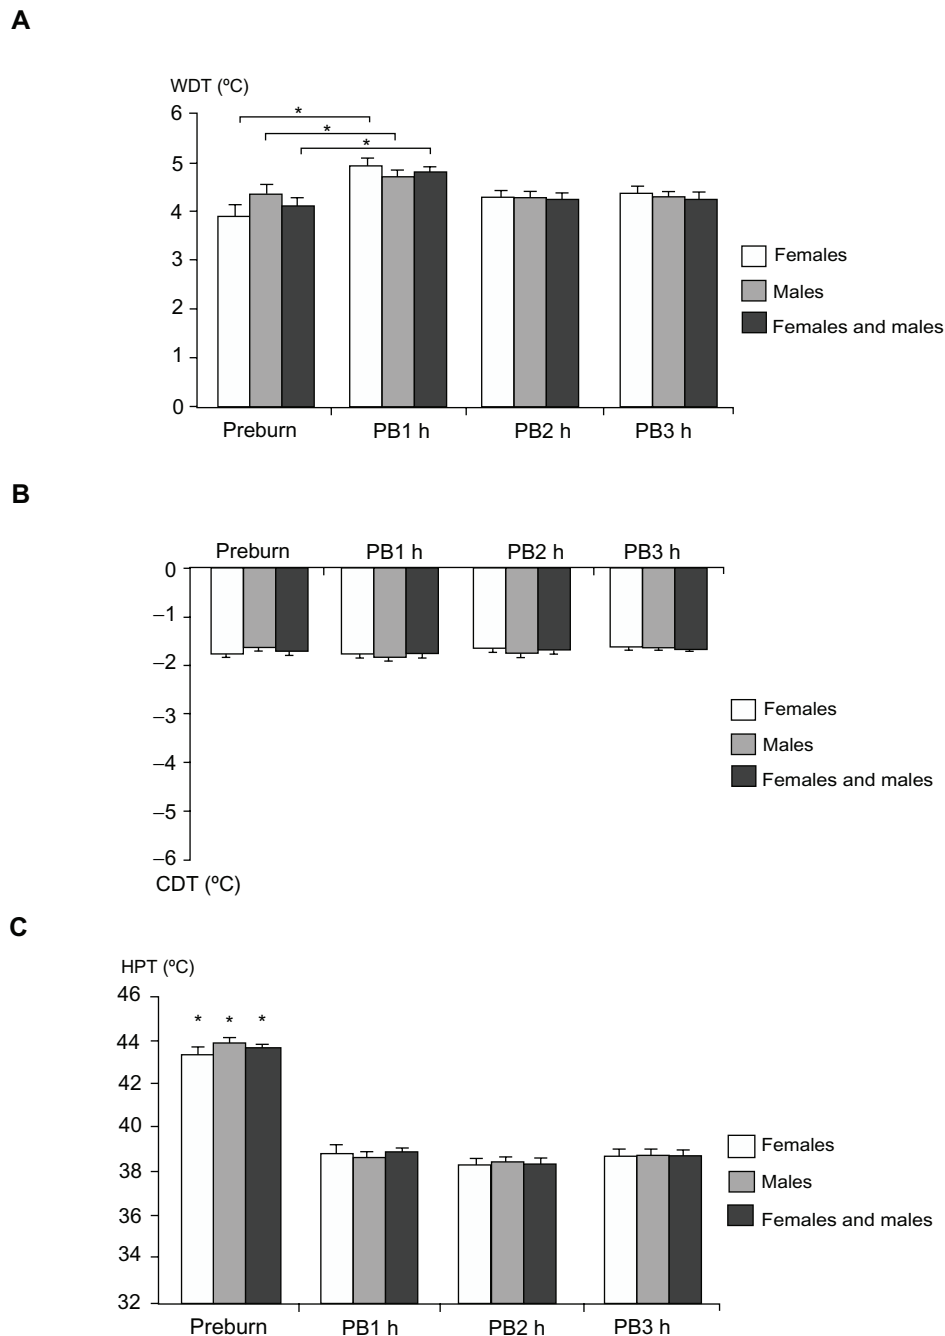 A
WDT (ºC)
6
5
4
3
2
1
0
* 
*
*
Preburn PB1 h PB2 h PB3 h
Females
Males
Females and males
B
Preburn PB1 h PB2 h PB3 h
0
–1
–2
–3
–4
–5
–6
CDT (ºC)
Females
Males
Females and males
C
HPT (ºC)
46
44
42
40
38
36
34
32
* * *
Preburn PB1 h PB2 h PB3 h
Females
Males
Females and males